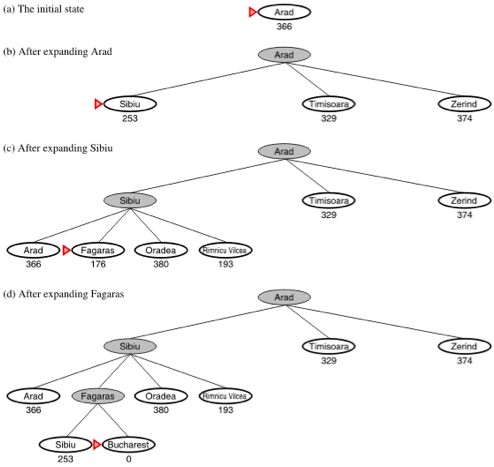 (a) The initial state
Arad
366
(b) After expanding Arad
Arad
Sibiu Timisoara Zerind
253 329 374
(c) After expanding Sibiu
Arad
Sibiu Timisoara Zerind
329 374
Arad Fagaras Oradea Rimnicu Vilcea
366 176 380 193
(d) After expanding Fagaras
Arad
Sibiu Timisoara Zerind
329 374
Arad Fagaras Oradea Rimnicu Vilcea
366 380 193
Sibiu Bucharest
253 0